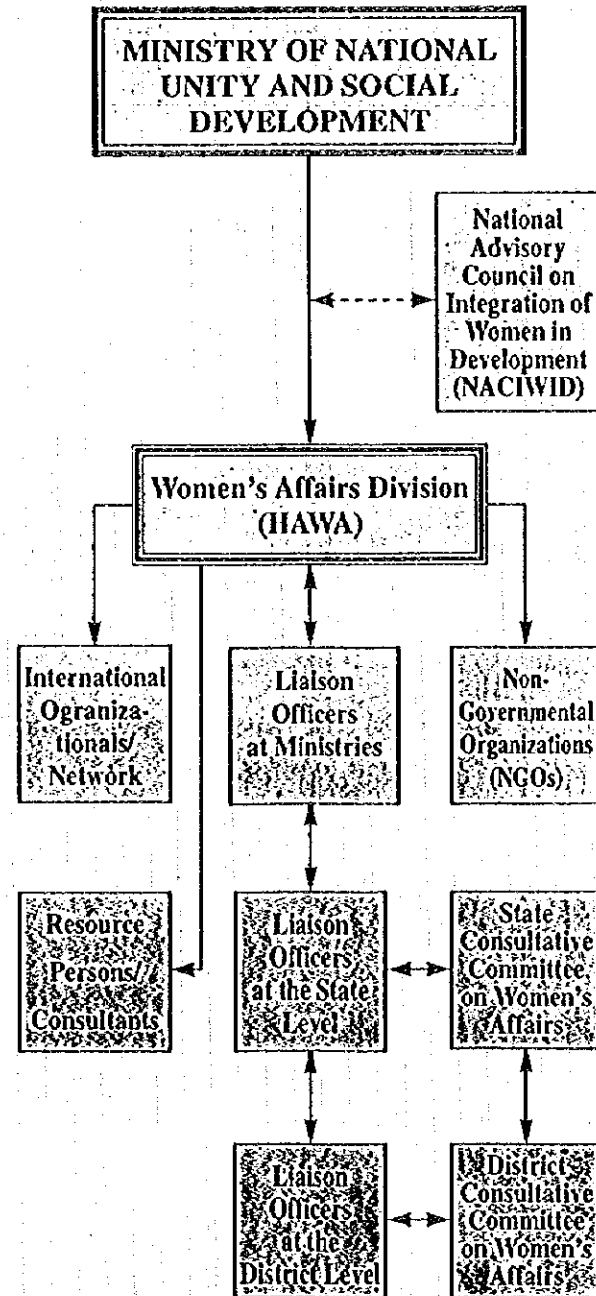 MINISTRY OF NATIONAL
UNITY AND SOCIAL
DEVELOPMENT
National
Advisory
Council on
Integration of
Women in
Development
(NACIWID)
Women's Affairs Division
(HAWA)
International
Ograniza-
tionals/
Network
Liaison
Officers
at Ministries
Non-
Governmental
Organizations
(NGOs)
Resource
Persons/
Consultants
Liaison
Officers
at the State
Level
State
Consultative
Committee
on Women's
Affairs
Liaison
Officers
at the
District Level
District
Consultative
Committee
on Women's
Affairs